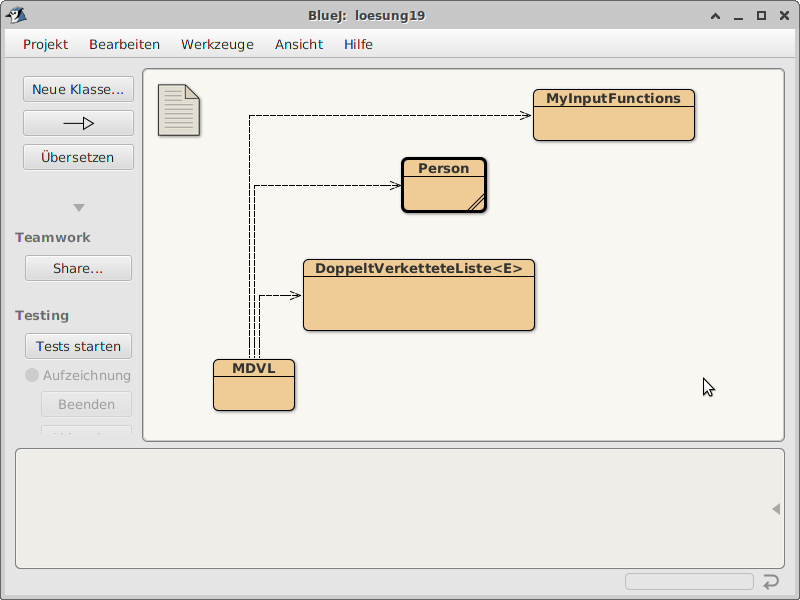 BlueJ: loesung19
Projekt Bearbeiten Werkzeuge Ansicht Hilfe
Neue Klasse...
Übersetzen
Teamwork
Share...
Testing
Tests starten
Aufzeichnung
Beenden
MyInputFunctions
Person
DoppeltVerketteteListe<E>
MDVL